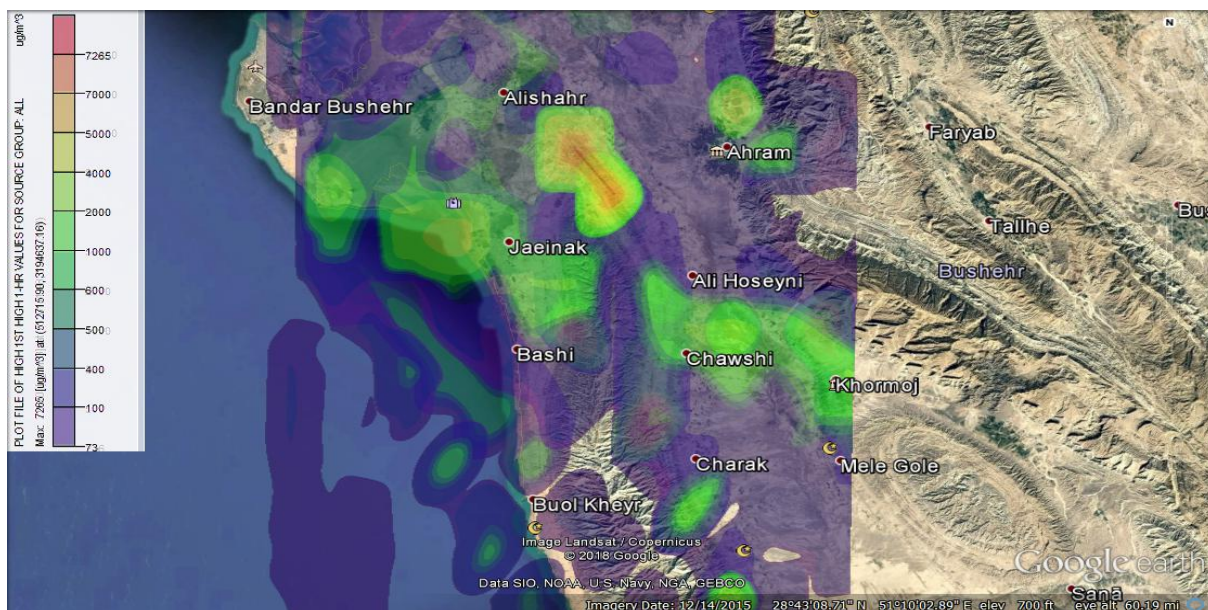 ug/m^3
PLOT FILE OF HIGH 1ST HIGH 1-HR VALUES FOR SOURCE GROUP: ALL
Max: 7265 [ug/m^3] at: (512715.90, 3194637.16)
7265
7000
5000
4000
2000
1000
600
500
400
100
73
N
Bandar Bushehr
Alishahr
Ahram
Faryab
Tallhe
Bus
Jaeinak
Ali Hoseyni
Bushehr
Bashi
Chawshi
Khormoj
Charak
Mele Gole
Buol Kheyr
Image Landsat / Copernicus
© 2018 Google
Data SIO, NOAA, U.S. Navy, NGA, GEBCO
Google earth
Sanā
Imagery Date: 12/14/2015 28°43'08.71" N 51°10'02.89" E elev 700 ft eye alt 60.19 mi